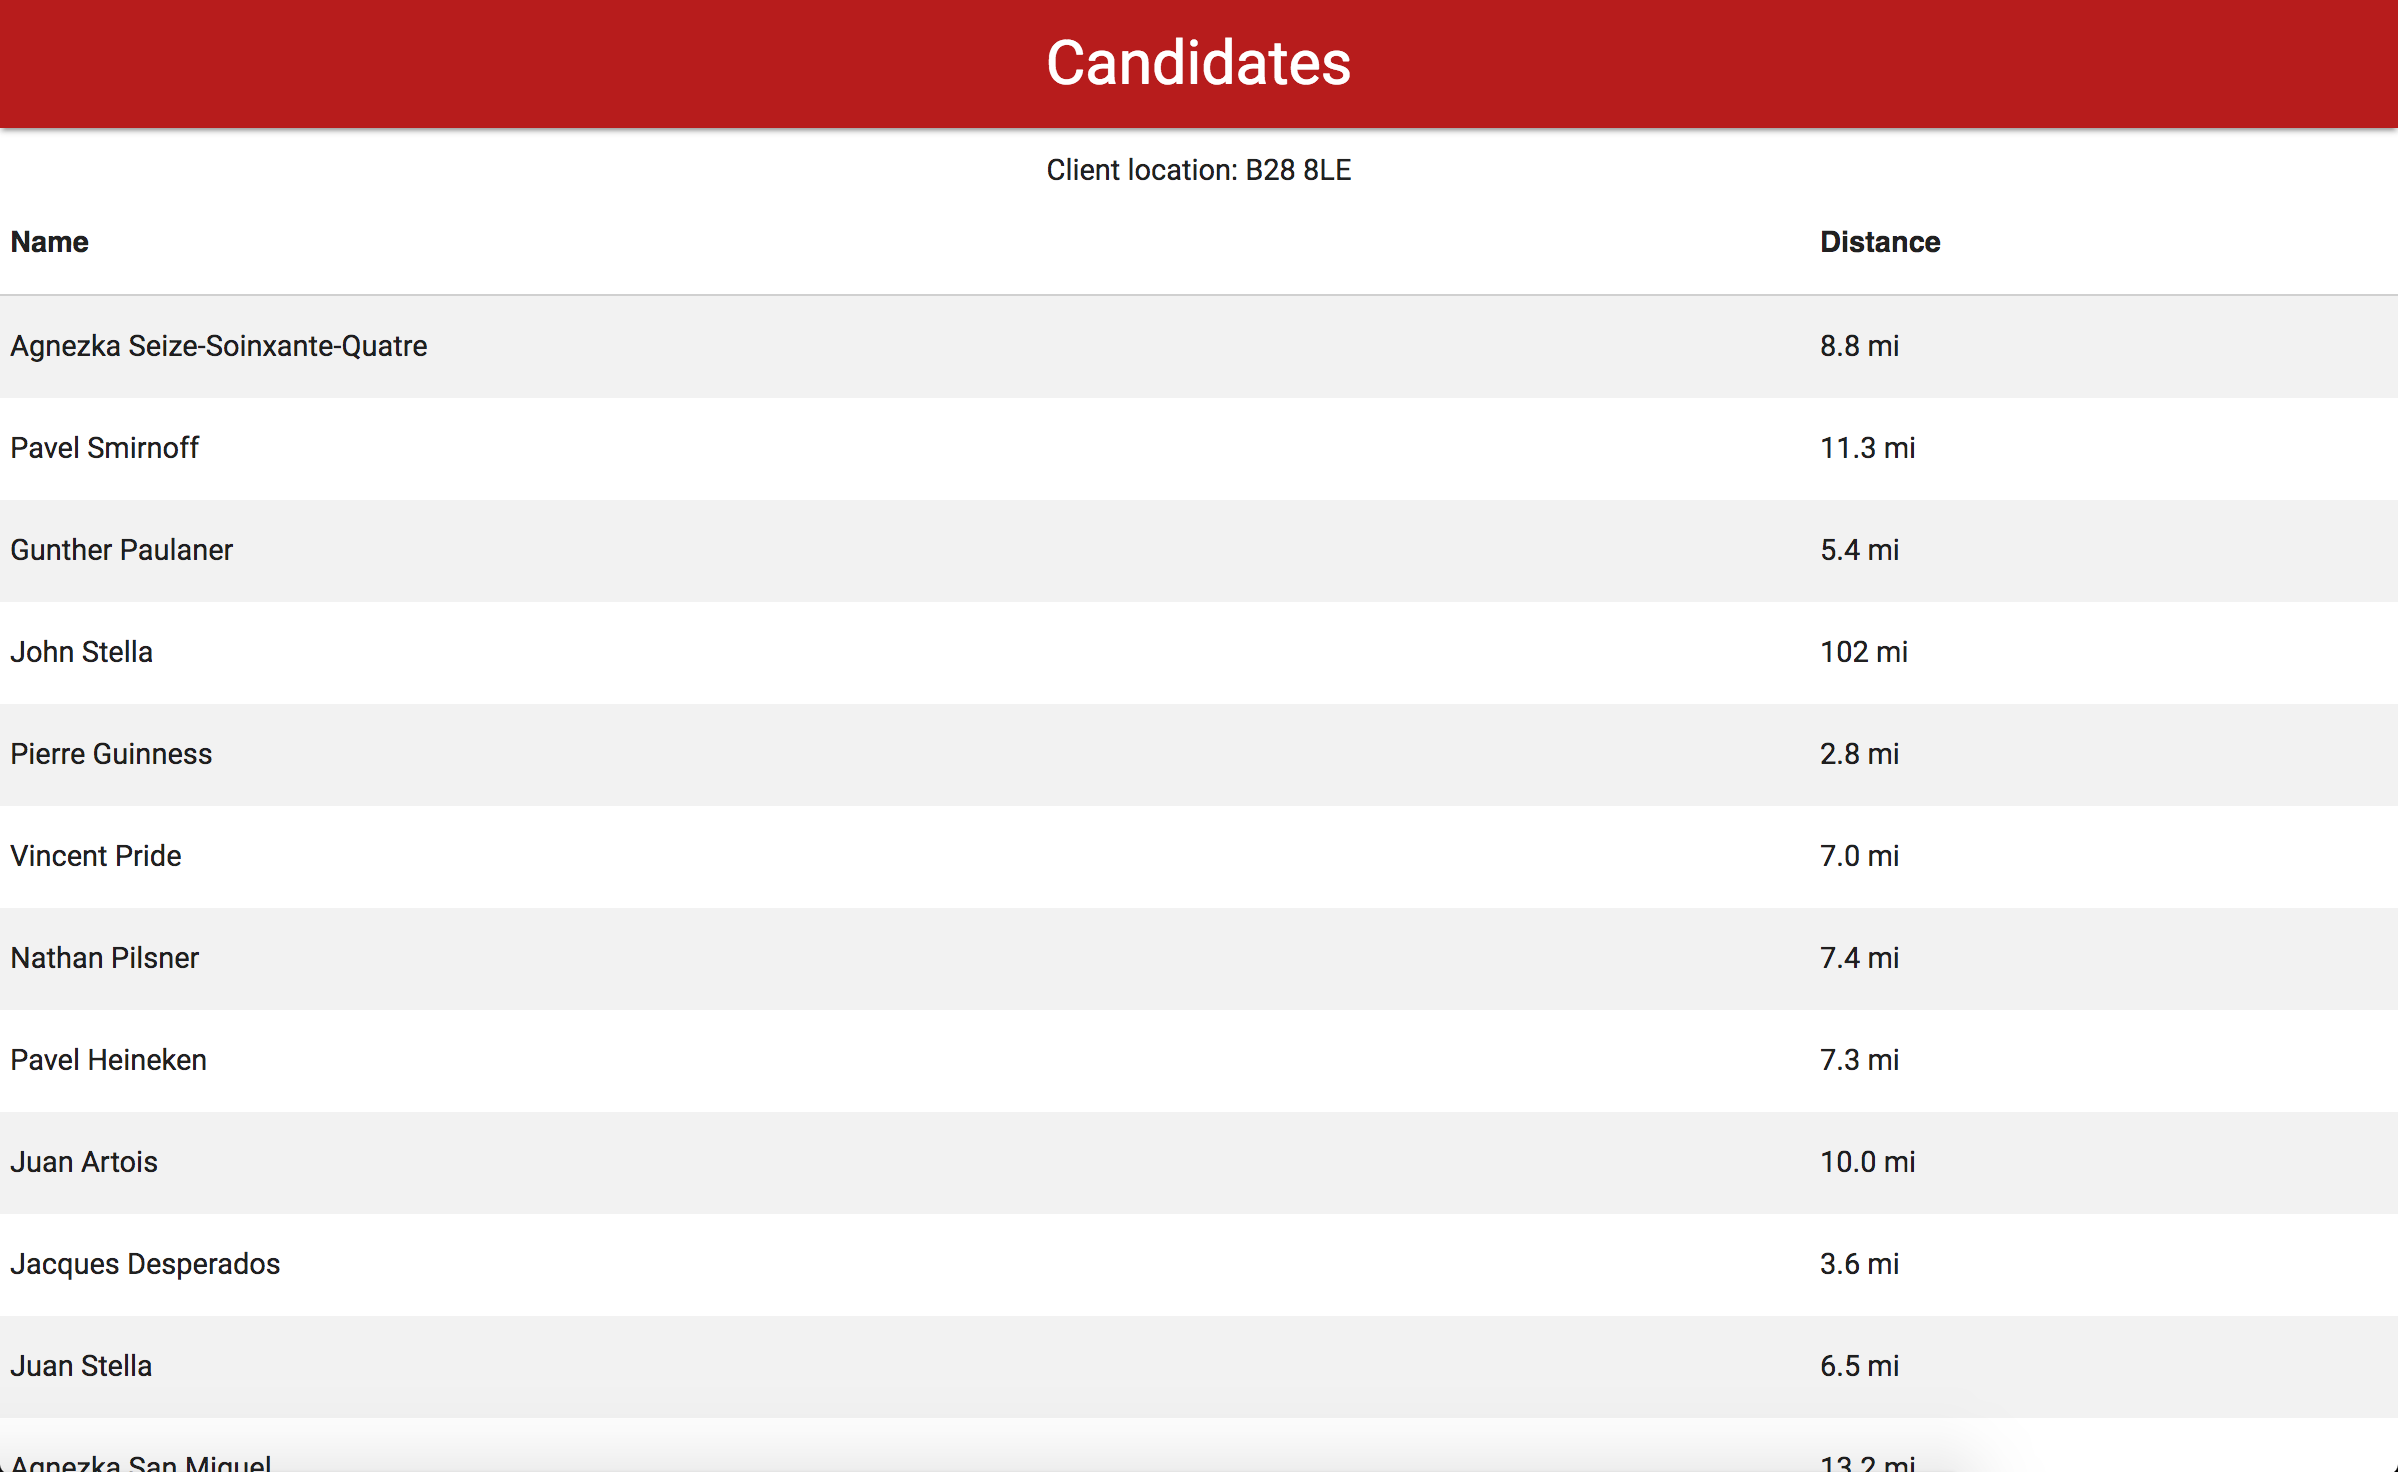 Candidates
Client location: B28 8LE
Name Distance
Agnezka Seize-Soinxante-Quatre 8.8 mi
Pavel Smirnoff 11.3 mi
Gunther Paulaner 5.4 mi
John Stella 102 mi
Pierre Guinness 2.8 mi
Vincent Pride 7.0 mi
Nathan Pilsner 7.4 mi
Pavel Heineken 7.3 mi
Juan Artois 10.0 mi
Jacques Desperados 3.6 mi
Juan Stella 6.5 mi
Agnezka San Miguel 13.2 mi